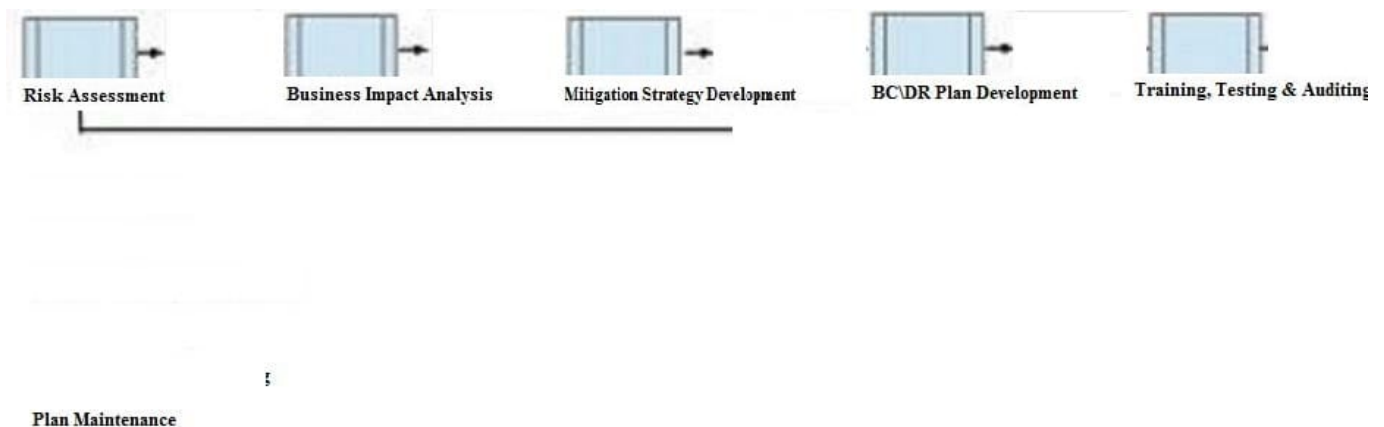 Risk Assessment
Business Impact Analysis
Mitigation Strategy Development
BC\DR Plan Development
Training, Testing & Auditing
Plan Maintenance